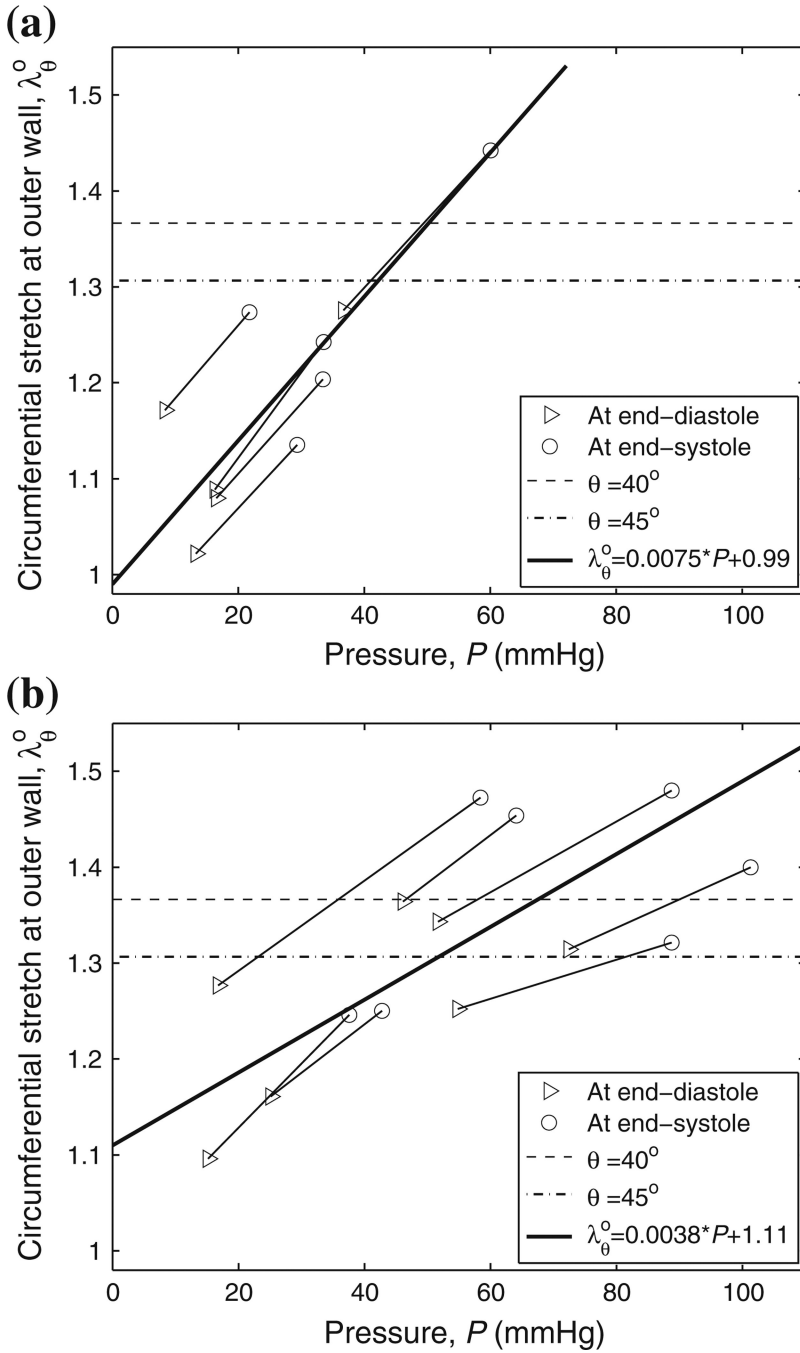 (a)
Circumferential stretch at outer wall, λθo
1.5
1.4
1.3
1.2
1.1
1
0 20 40 60 80 100
Pressure, P (mmHg)
At end−diastole
At end−systole
θ =40o
θ =45o
λθo=0.0075*P+0.99
(b)
Circumferential stretch at outer wall, λθo
1.5
1.4
1.3
1.2
1.1
1
0 20 40 60 80 100
Pressure, P (mmHg)
At end−diastole
At end−systole
θ =40o
θ =45o
λθo=0.0038*P+1.11